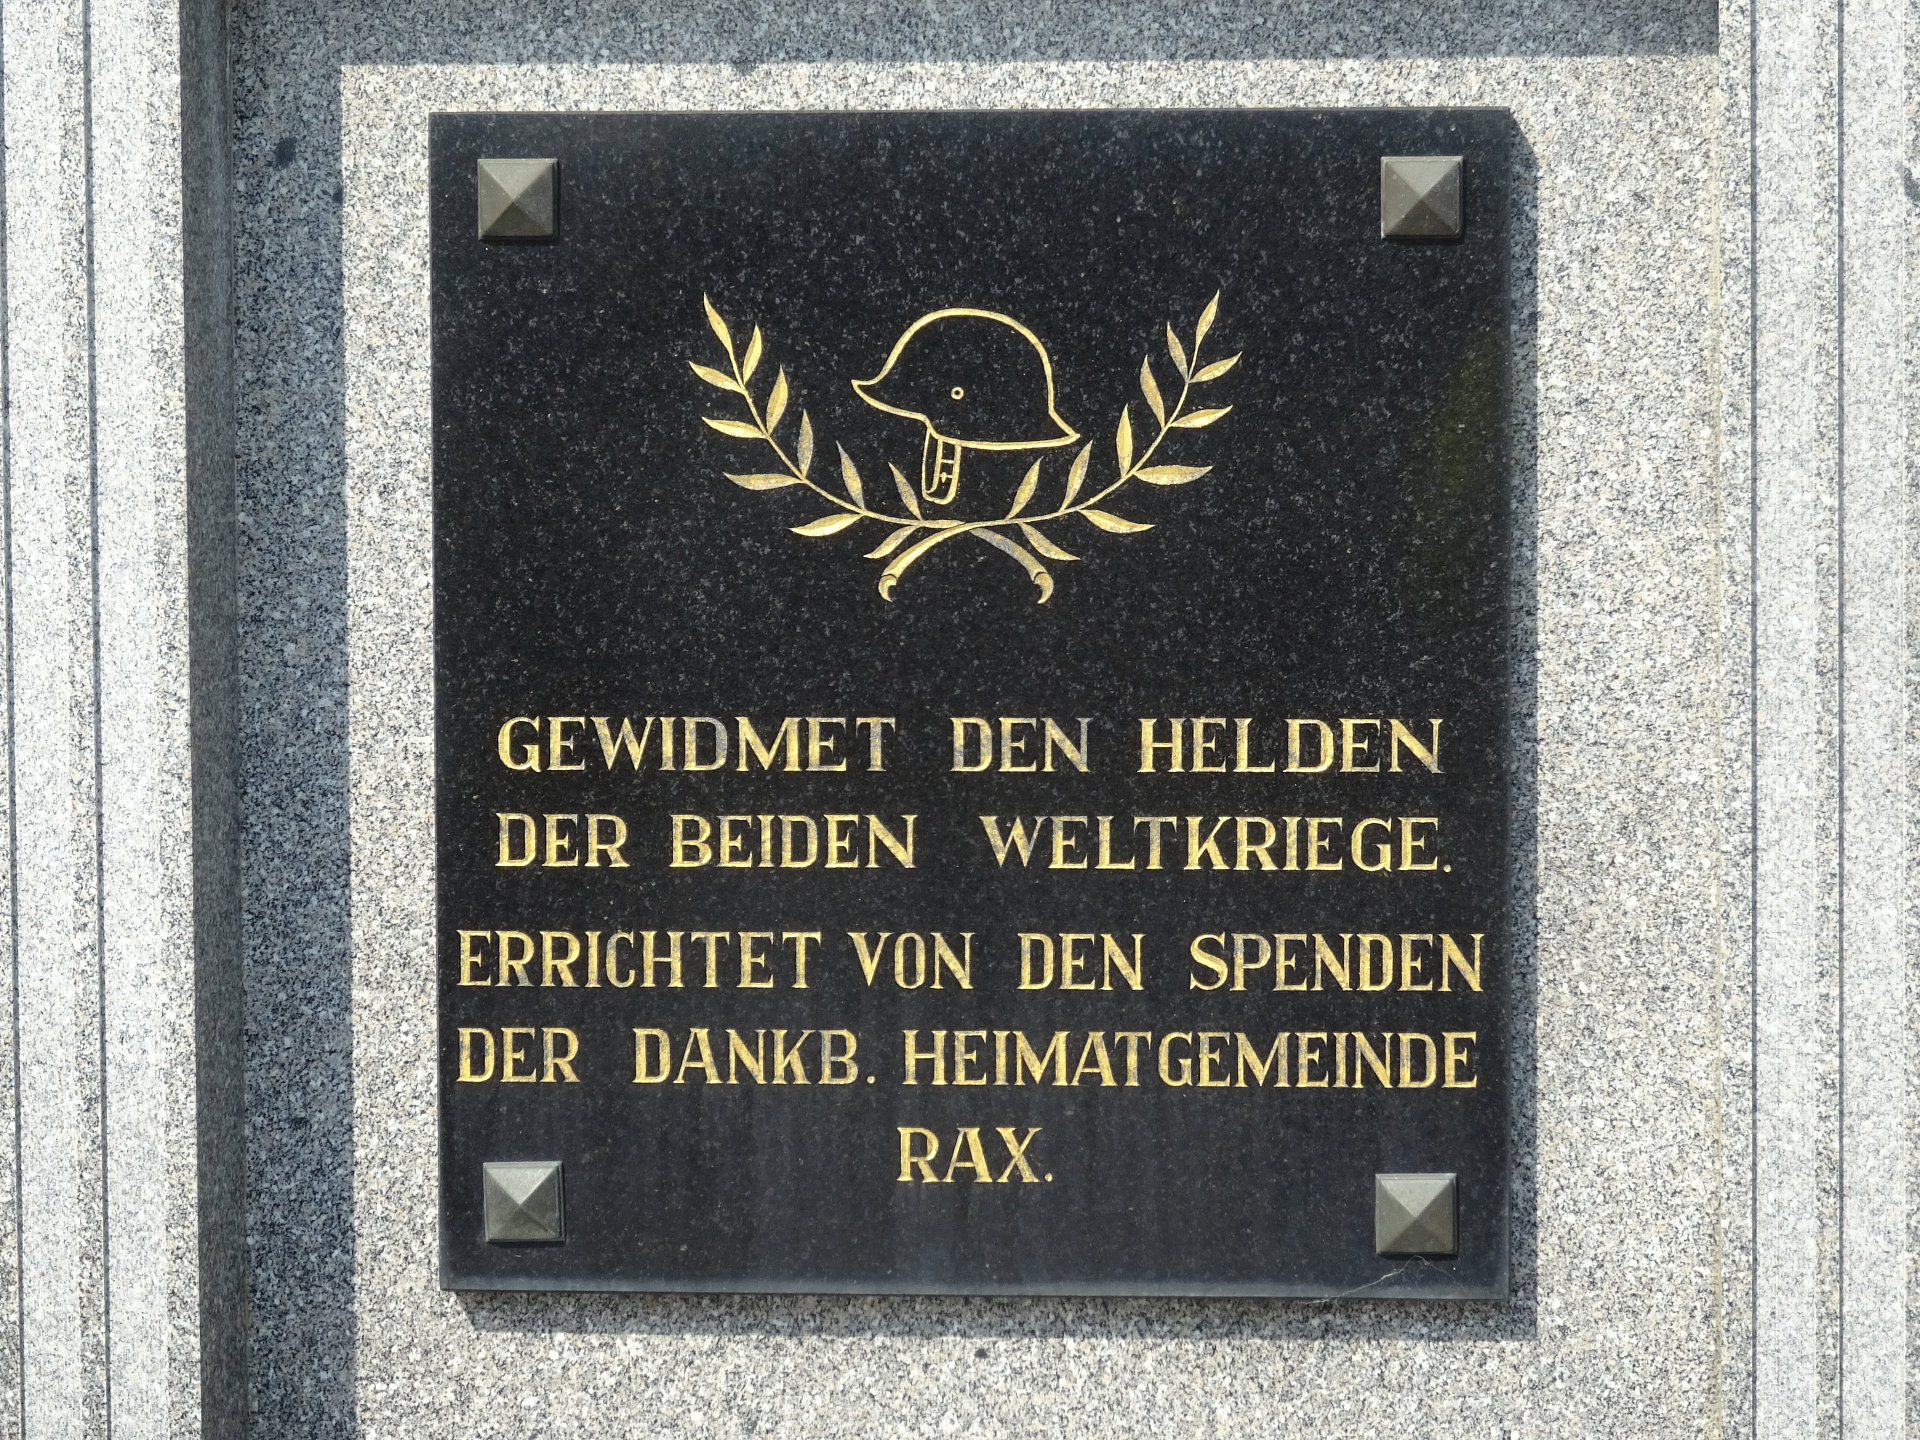 GEWIDMET DEN HELDEN
DER BEIDEN WELTKRIEGE.
ERRICHTET VON DEN SPENDEN
DER DANKB. HEIMATGEMEINDE
RAX.